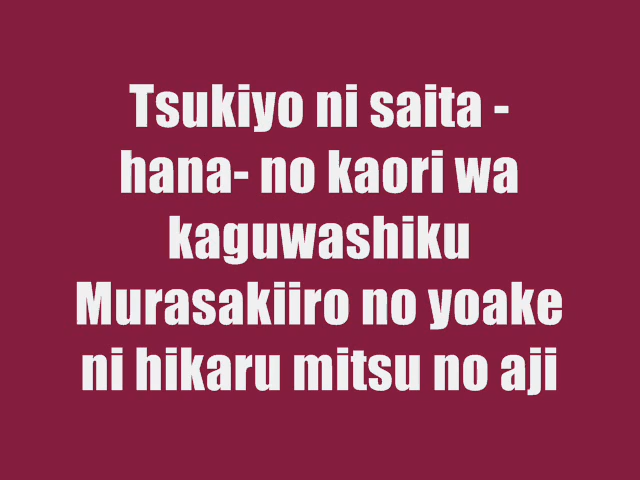 Tsukiyo ni saita -
hana- no kaori wa
kaguwashiku
Murasakiiro no yoake
ni hikaru mitsu no aji